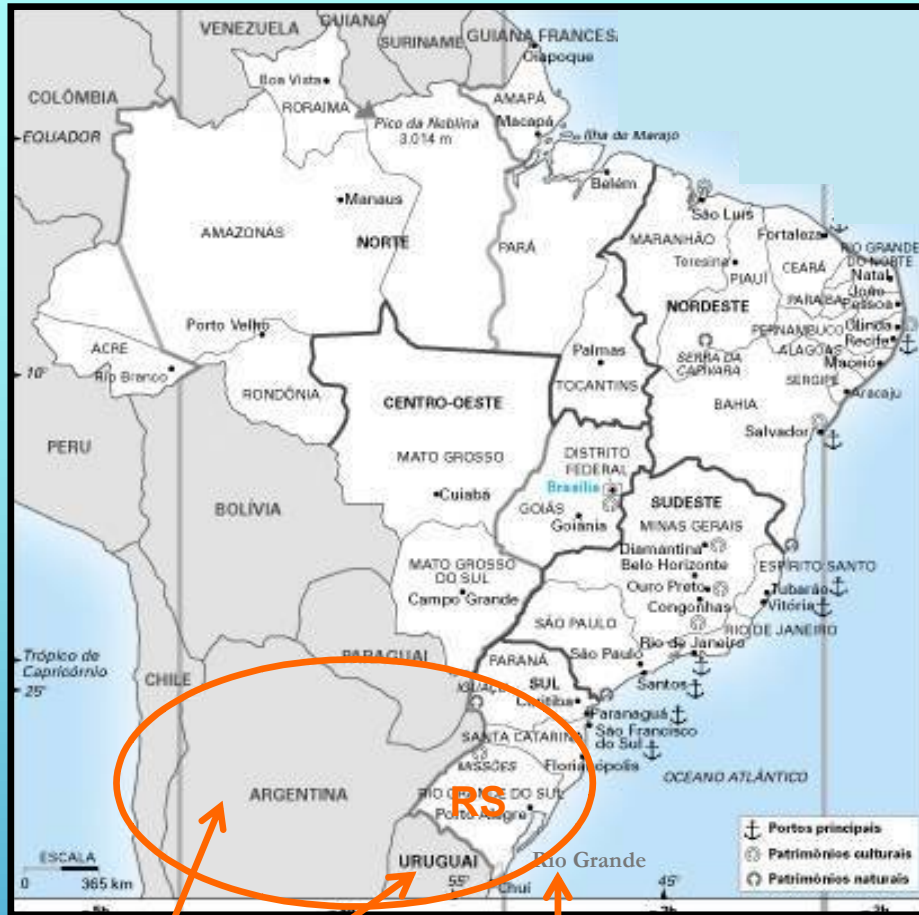 VENEZUELA
GUIANA
SURINAME
GUIANA FRANCESA
Oiapoque
COLÔMBIA
Boa Vista
RORAIMA
AMAPÁ
Macapá
EQUADOR
Pico da Neblina
3.014 m
Ilha de Marajó
Belém
Manaus
São Luís
AMAZONAS
NORTE
PARÁ
MARANHÃO
Fortaleza
RIO GRANDE
DO NORTE
Teresina
PIAUÍ
CEARÁ
Natal
João
Pessoa
PARAÍBA
NORDESTE
Porto Velho
PERNAMBUCO
Olinda
Recife
ACRE
Rio Branco
Palmas
SERRA DA
CAPIVARA
ALAGOAS
Maceió
10°
RONDÔNIA
TOCANTINS
SERGIPE
Aracaju
CENTRO-OESTE
BAHIA
Salvador
PERU
MATO GROSSO
DISTRITO
FEDERAL
Brasília
BOLÍVIA
Cuiabá
GOIÁS
Goiânia
SUDESTE
MINAS GERAIS
Diamantina
Belo Horizonte
ESPÍRITO SANTO
MATO GROSSO
DO SUL
Campo Grande
Ouro Preto
Congonhas
Tubarão
Vitória
SÃO PAULO
RIO DE JANEIRO
Rio de Janeiro
Trópico de
Capricórnio
25°
CHILE
PARAGUAI
PARANÁ
São Paulo
Santos
SUL
Curitiba
Paranaguá
São Francisco
do Sul
SANTA CATARINA
MISSÕES
Florianópolis
OCEANO ATLÂNTICO
ARGENTINA
RIO GRANDE DO SUL
RS
Porto Alegre
Portos principais
Patrimônios culturais
Patrimônios naturais
ESCALA
0 365 km
URUGUAI
Rio Grande
55°
Chuí
45°